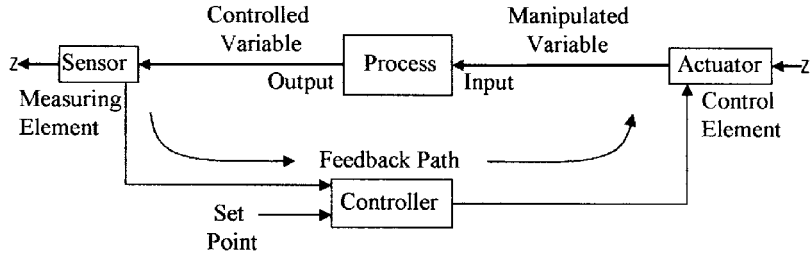 Controlled
Variable
Manipulated
Variable
Z
Sensor
Process
Actuator
Z
Output
Input
Measuring
Element
Control
Element
Feedback Path
Controller
Set
Point